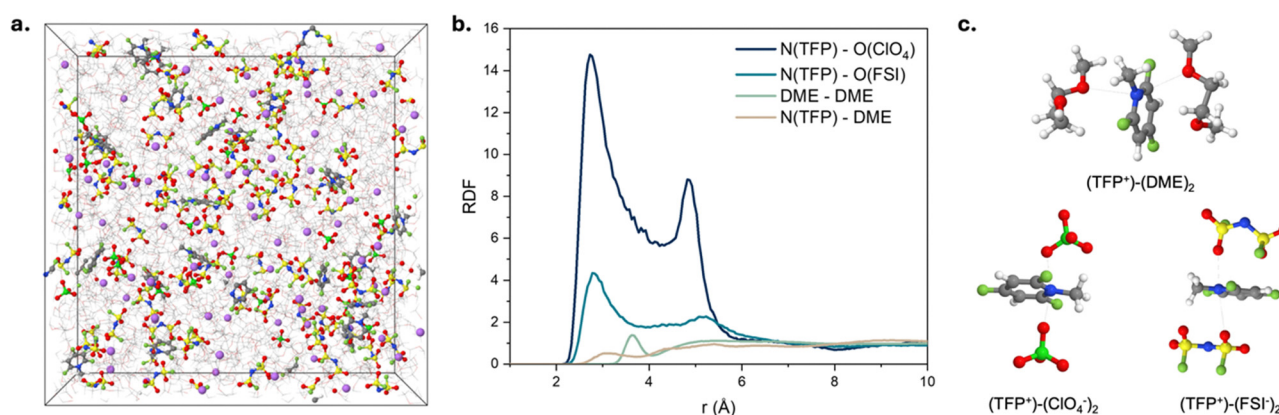 a.
b.
c.
16
14
12
10
8
6
4
2
0
RDF
2
4
6
8
10
r (Å)
N(TFP) - O(ClO₄)
N(TFP) - O(FSI)
DME - DME
N(TFP) - DME
(TFP⁺)-(DME)₂
(TFP⁺)-(ClO₄⁻)₂
(TFP⁺)-(FSI⁻)₂